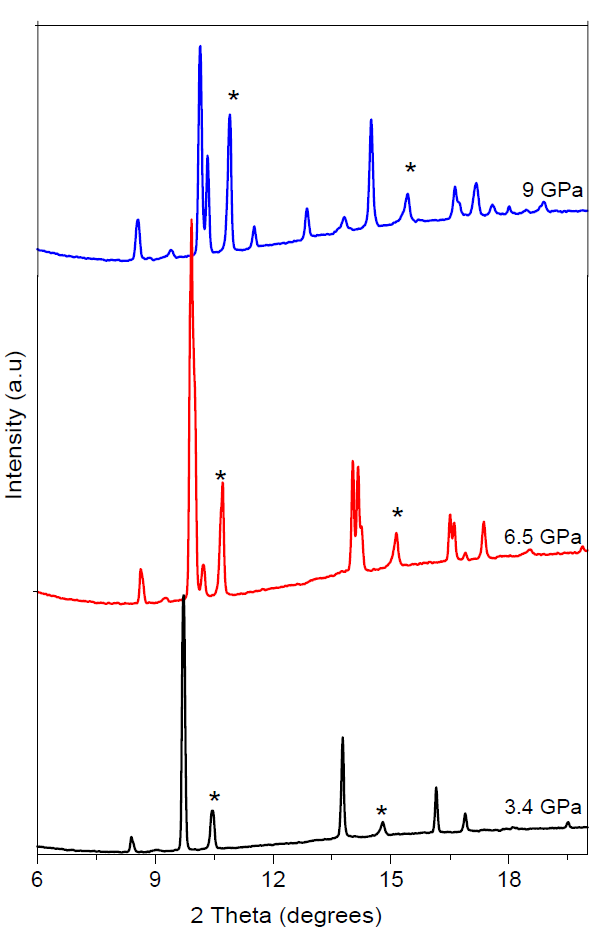 *
*
9 GPa
Intensity (a.u)
*
*
6.5 GPa
*
*
3.4 GPa
6 9 12 15 18
2 Theta (degrees)